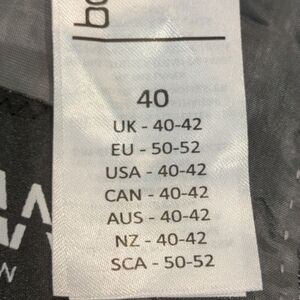 bo
40
UK - 40-42
EU - 50-52
USA - 40-42
CAN - 40-42
AUS - 40-42
NZ - 40-42
SCA - 50-52
W